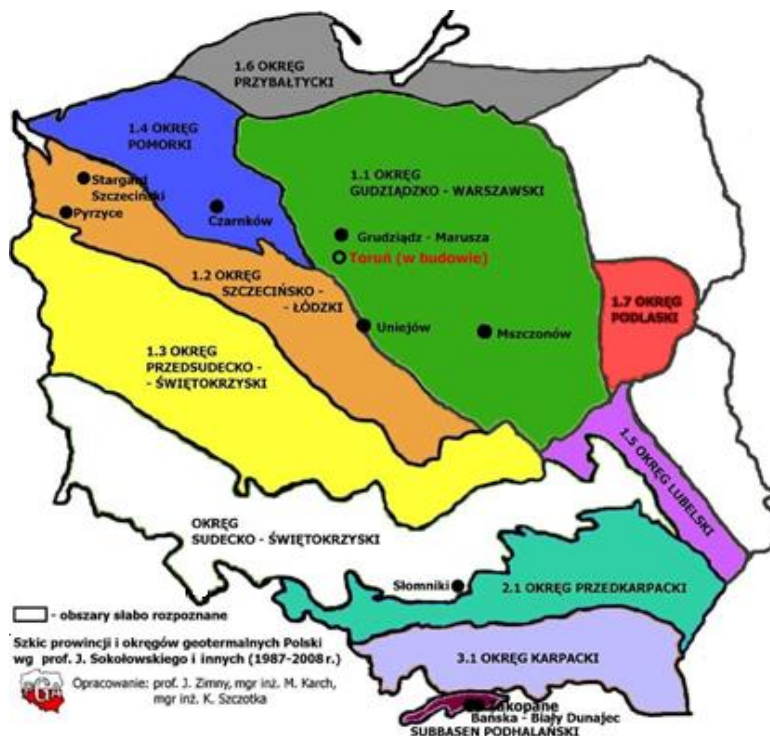 1.6 OKRĘG
PRZYBAŁTYCKI
1.4 OKRĘG
POMORKI
1.1 OKRĘG
GUDZIĄDZKO - WARSZAWSKI
Stargard
Szczeciński
Pyrzyce
Czarnków
Grudziądz - Marusza
Toruń (w budowie)
1.2 OKRĘG
SZCZECIŃSKO -
- ŁÓDZKI
1.7 OKRĘG
PODLASKI
Uniejów
Mszczonów
1.3 OKRĘG
PRZEDSUDECKO -
- ŚWIĘTOKRZYSKI
1.5 OKRĘG LUBELSKI
OKRĘG
SUDECKO - ŚWIĘTOKRZYSKI
Słomniki
2.1 OKRĘG PRZEDKARPACKI
- obszary słabo rozpoznane
Szkic prowincji i okręgów geotermalnych Polski
wg prof. J. Sokołowskiego i innych (1987-2008 r.)
Opracowanie: prof. J. Zimny, mgr inż. M. Karch,
mgr inż. K. Szczotka
3.1 OKRĘG KARPACKI
Zakopane
Bańska - Biały Dunajec
SUBBASEN PODHALAŃSKI